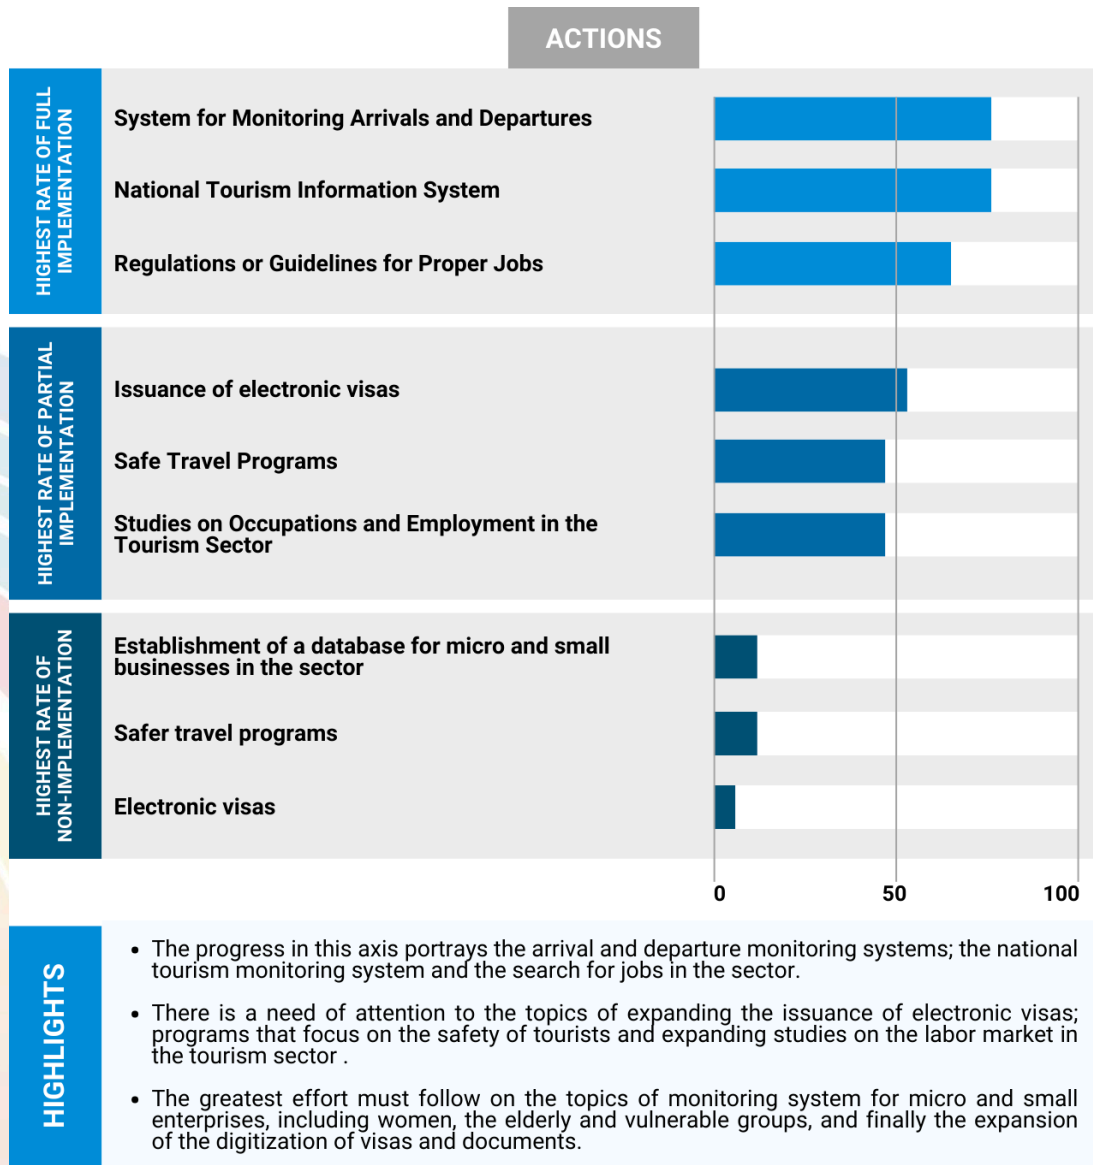 ACTIONS
HIGHEST RATE OF FULL
IMPLEMENTATION
System for Monitoring Arrivals and Departures
National Tourism Information System
Regulations or Guidelines for Proper Jobs
HIGHEST RATE OF PARTIAL
IMPLEMENTATION
Issuance of electronic visas
Safe Travel Programs
Studies on Occupations and Employment in the
Tourism Sector
HIGHEST RATE OF
NON-IMPLEMENTATION
Establishment of a database for micro and small
businesses in the sector
Safer travel programs
Electronic visas
0 50 100
HIGHLIGHTS
• The progress in this axis portrays the arrival and departure monitoring systems; the national
tourism monitoring system and the search for jobs in the sector.
• There is a need of attention to the topics of expanding the issuance of electronic visas;
programs that focus on the safety of tourists and expanding studies on the labor market in
the tourism sector .
• The greatest effort must follow on the topics of monitoring system for micro and small
enterprises, including women, the elderly and vulnerable groups, and finally the expansion
of the digitization of visas and documents.